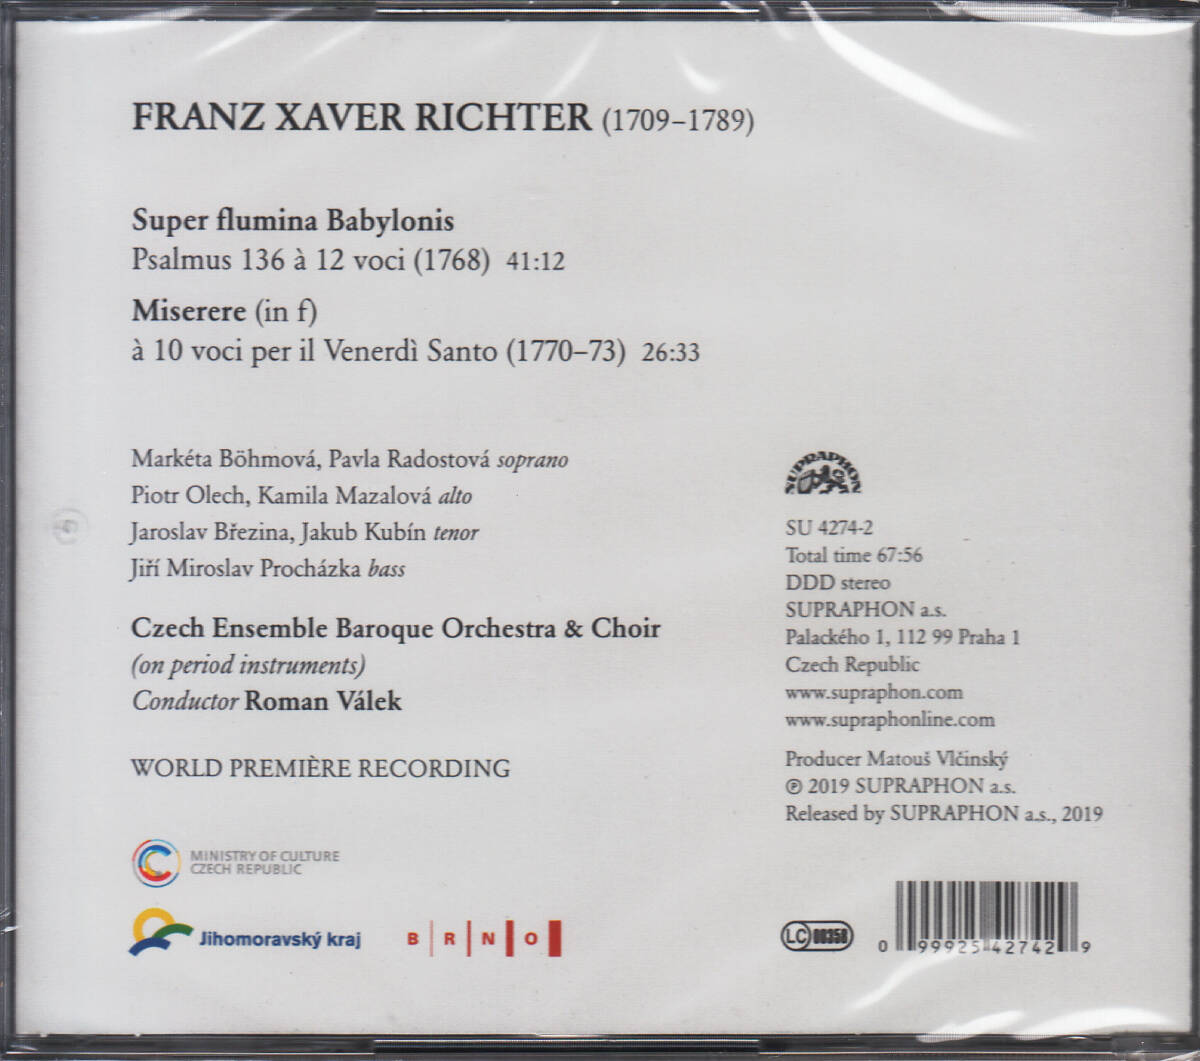 FRANZ XAVER RICHTER (1709–1789)
Super flumina Babylonis
Psalmus 136 à 12 voci (1768) 41:12
Miserere (in f)
à 10 voci per il Venerdì Santo (1770–73) 26:33
Markéta Böhmová, Pavla Radostová soprano
Piotr Olech, Kamila Mazalová alto
Jaroslav Březina, Jakub Kubín tenor
Jiří Miroslav Procházka bass
Czech Ensemble Baroque Orchestra & Choir
(on period instruments)
Conductor Roman Válek
WORLD PREMIÈRE RECORDING
MINISTRY OF CULTURE
CZECH REPUBLIC
Jihomoravský kraj
BRNO
SUPRAPHON
SU 4274-2
Total time 67:56
DDD stereo
SUPRAPHON a.s.
Palackého 1, 112 99 Praha 1
Czech Republic
www.supraphon.com
www.supraphonline.com
Producer Matouš Vlčinský
℗ 2019 SUPRAPHON a.s.
Released by SUPRAPHON a.s., 2019
LC 00358
0 99925 42742 9